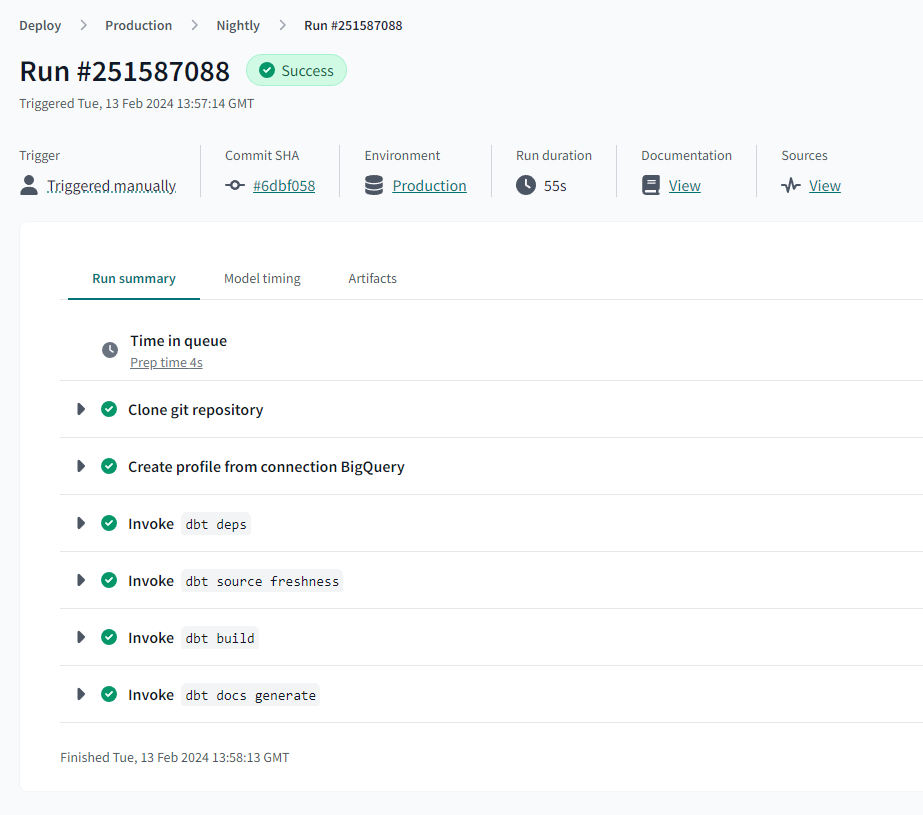 Deploy Production Nightly Run #251587088
Run #251587088 Success
Triggered Tue, 13 Feb 2024 13:57:14 GMT
Trigger Commit SHA Environment Run duration Documentation Sources
Triggered manually #6dbf058 Production 55s View View
Run summary Model timing Artifacts
Time in queue
Prep time 4s
Clone git repository
Create profile from connection BigQuery
Invoke dbt deps
Invoke dbt source freshness
Invoke dbt build
Invoke dbt docs generate
Finished Tue, 13 Feb 2024 13:58:13 GMT